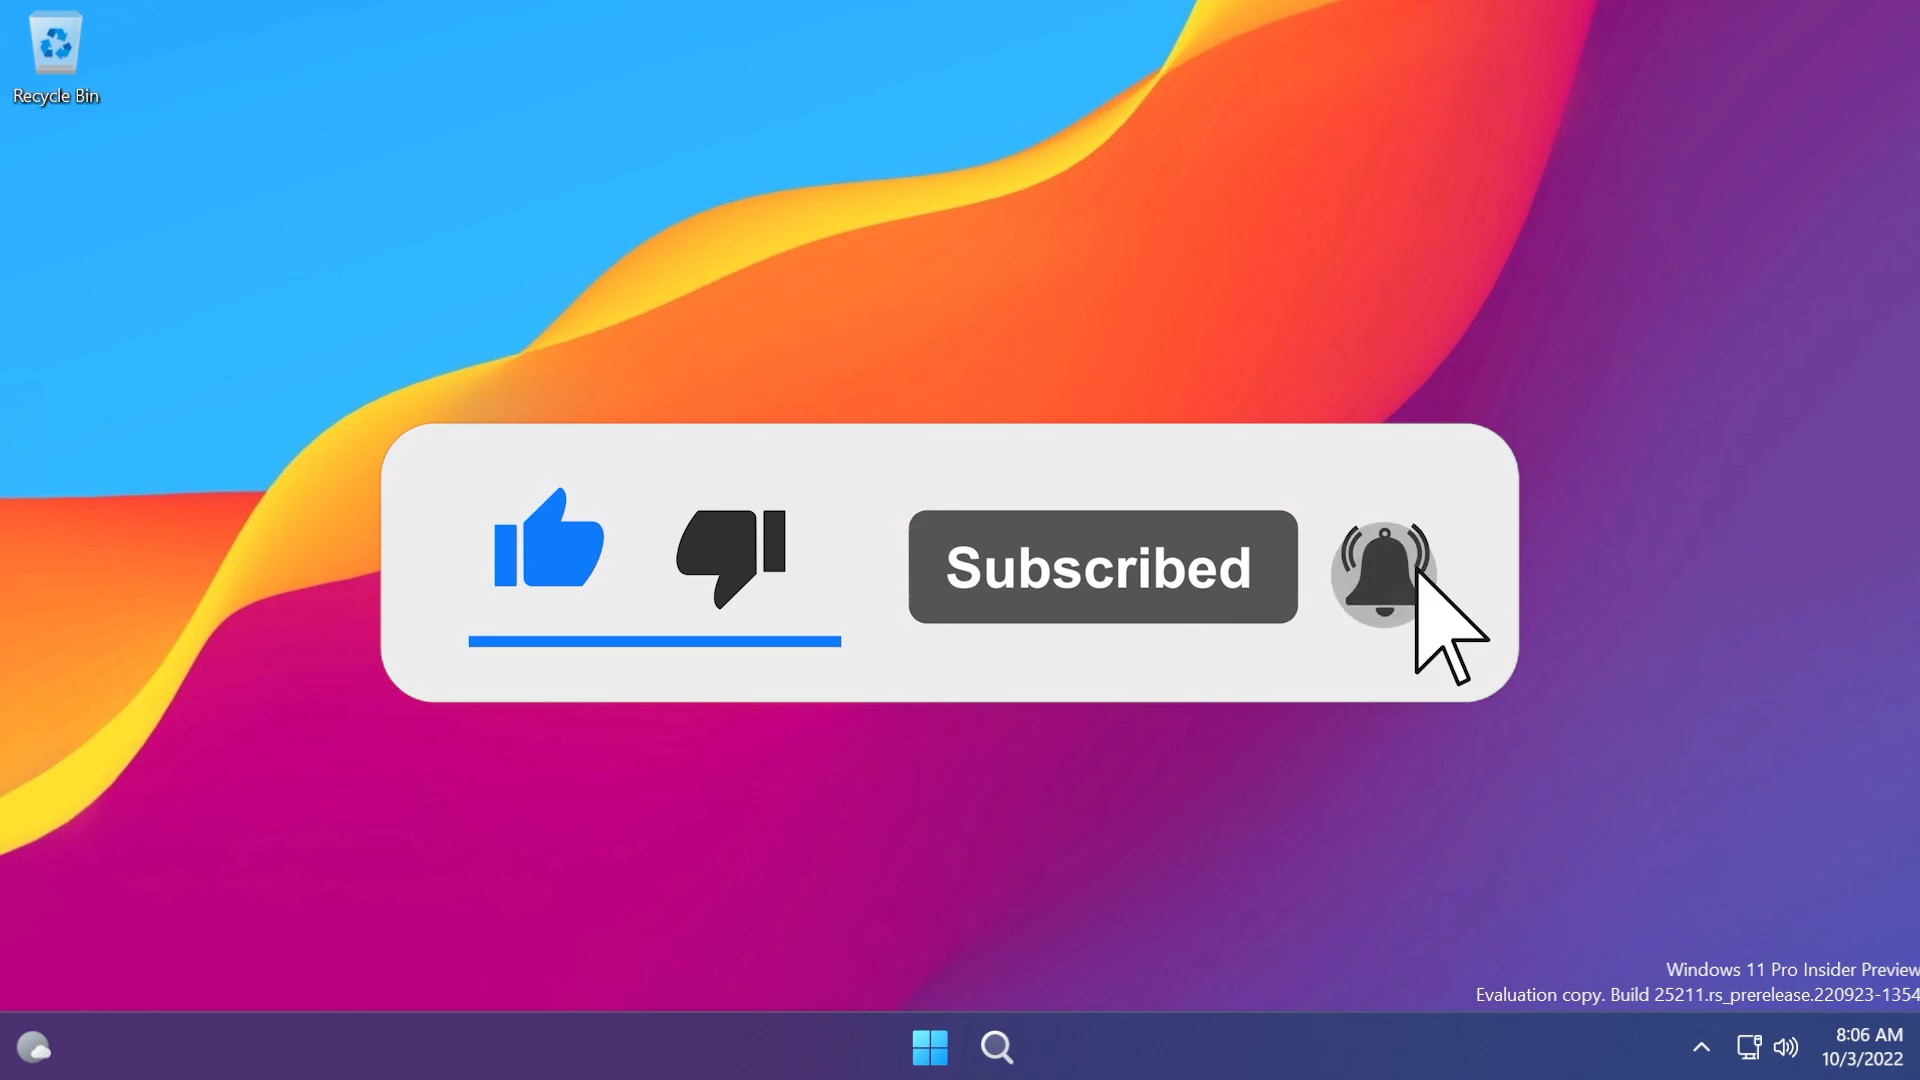 Recycle Bin
Subscribed
Windows 11 Pro Insider Preview
Evaluation copy. Build 25211.rs_prerelease.220923-1354
8:06 AM
10/3/2022